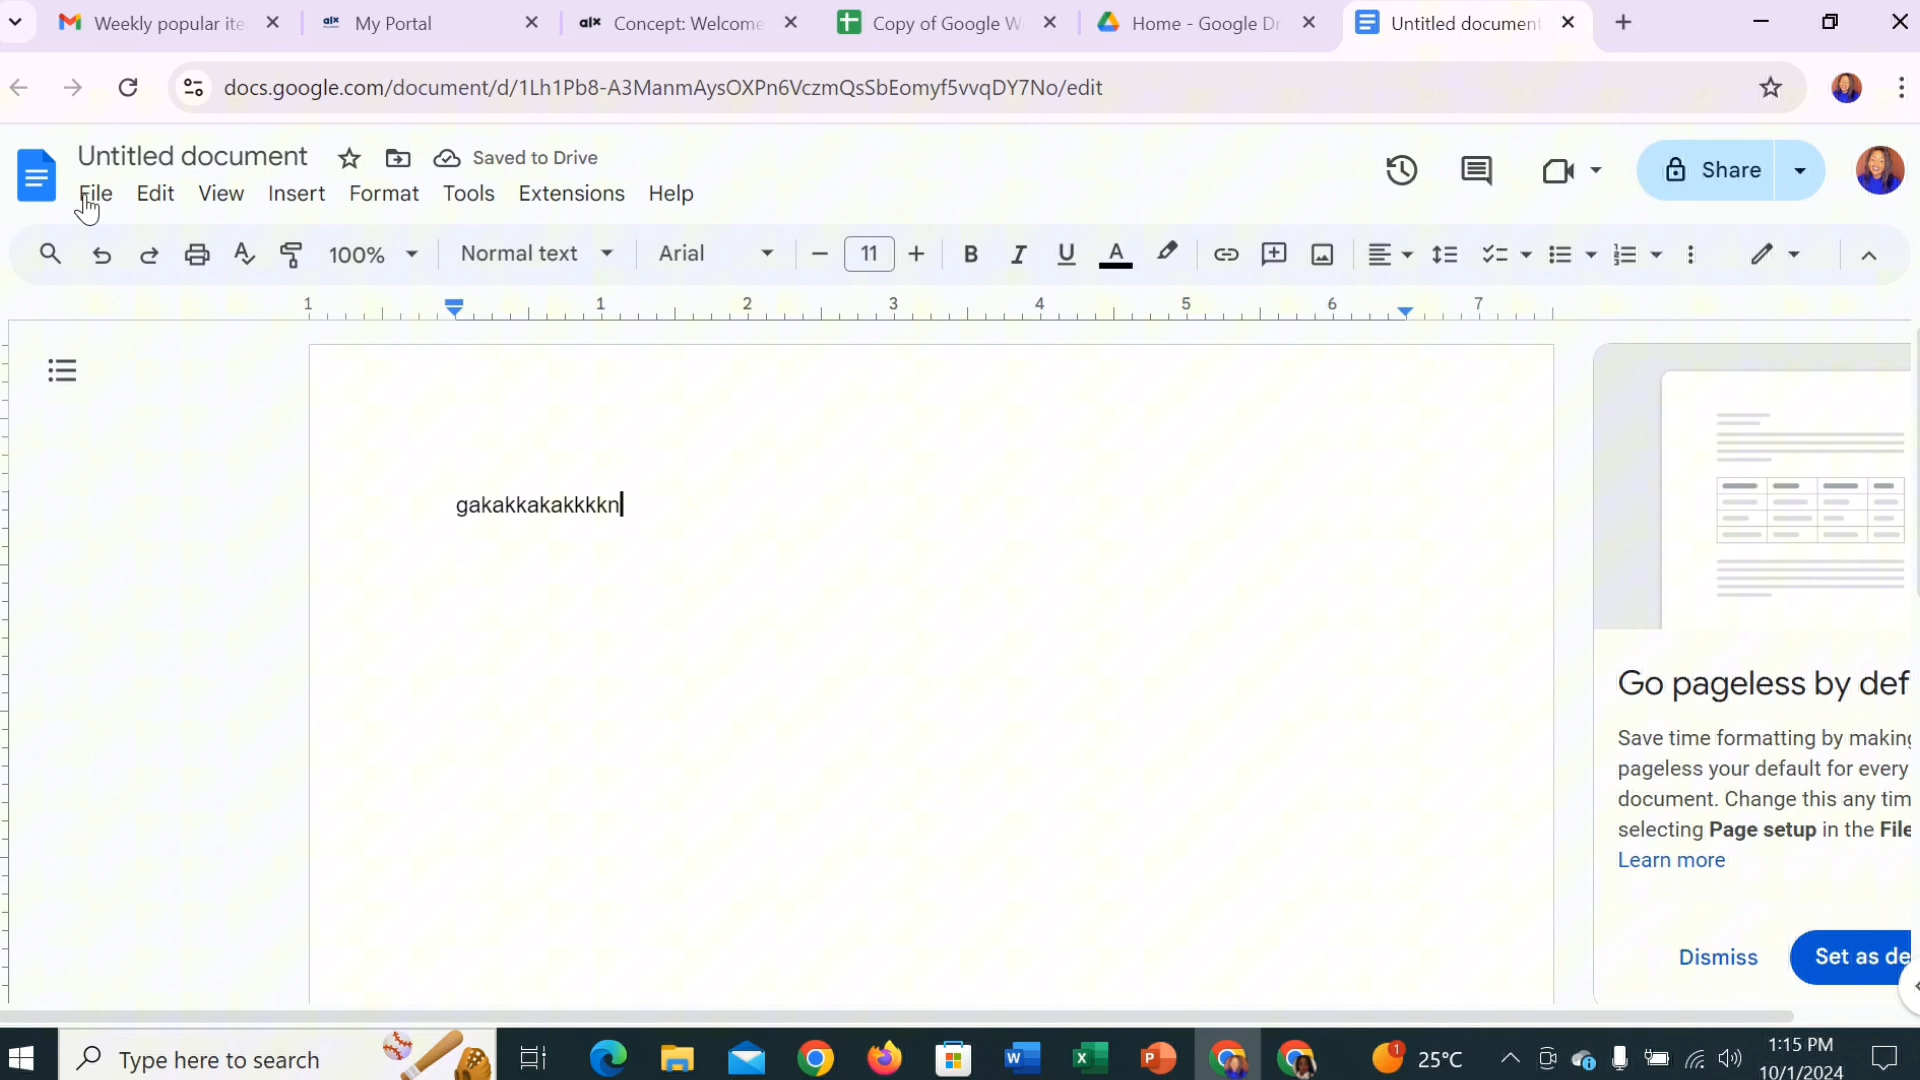 Weekly popular ite
My Portal
alx Concept: Welcome
Copy of Google W
Home - Google Dr
Untitled document
docs.google.com/document/d/1Lh1Pb8-A3ManmAysOXPn6VczmQsSbEomyf5vvqDY7No/edit
Untitled document
Saved to Drive
Share
File Edit View Insert Format Tools Extensions Help
100% Normal text Arial 11
1 1 2 3 4 5 6 7
gakakkakakkkkn
Go pageless by def
Save time formatting by making
pageless your default for every
document. Change this any tim
selecting Page setup in the File
Learn more
Dismiss
Set as de
Type here to search
25°C
1:15 PM
10/1/2024